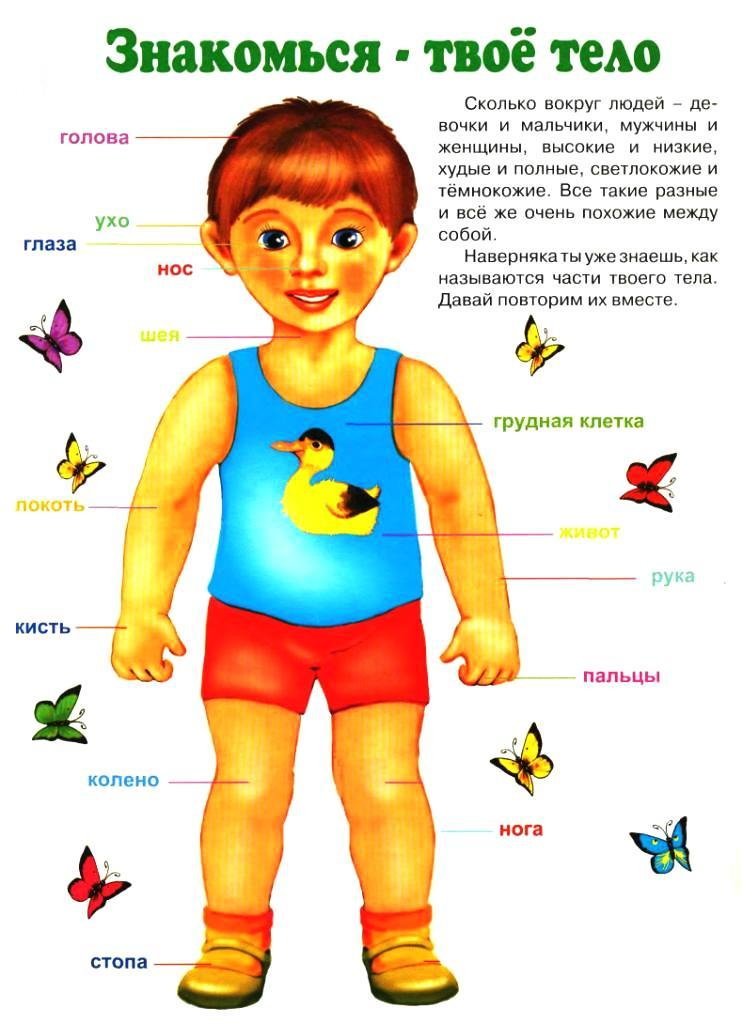 Знакомься - твоё тело
Сколько вокруг людей – де-
вочки и мальчики, мужчины и
женщины, высокие и низкие,
худые и полные, светлокожие и
тёмнокожие. Все такие разные
и всё же очень похожие между
собой.
Наверняка ты уже знаешь, как
называются части твоего тела.
Давай повторим их вместе.
голова
ухо
глаза
нос
шея
грудная клетка
локоть
живот
рука
кисть
пальцы
колено
нога
стопа